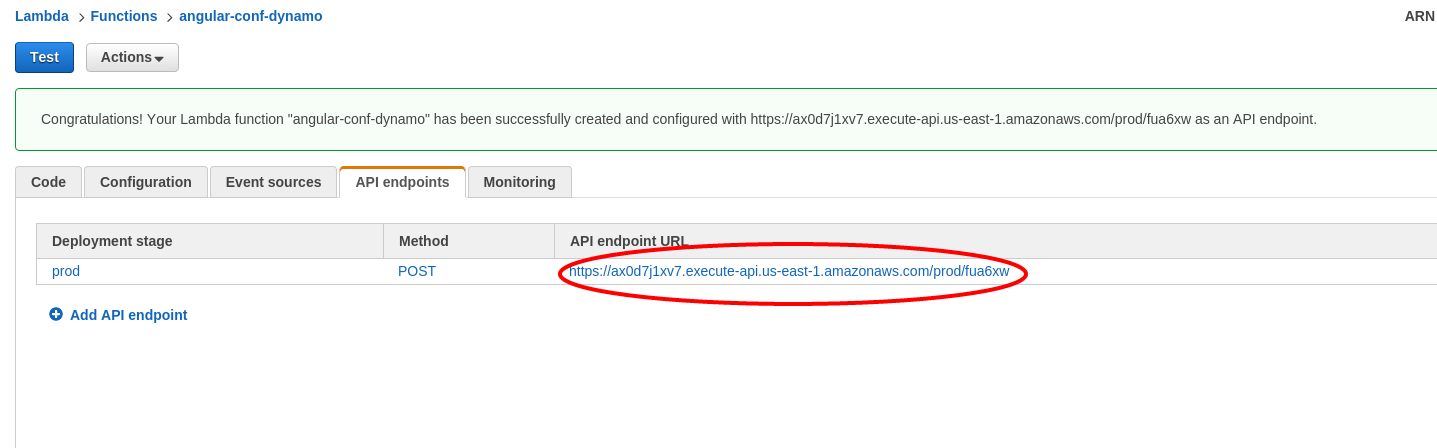 Lambda > Functions > angular-conf-dynamo ARN
Test Actions
Congratulations! Your Lambda function "angular-conf-dynamo" has been successfully created and configured with https://ax0d7j1xv7.execute-api.us-east-1.amazonaws.com/prod/fua6xw as an API endpoint.
Code Configuration Event sources API endpoints Monitoring
Deployment stage Method API endpoint URL
prod POST https://ax0d7j1xv7.execute-api.us-east-1.amazonaws.com/prod/fua6xw
Add API endpoint